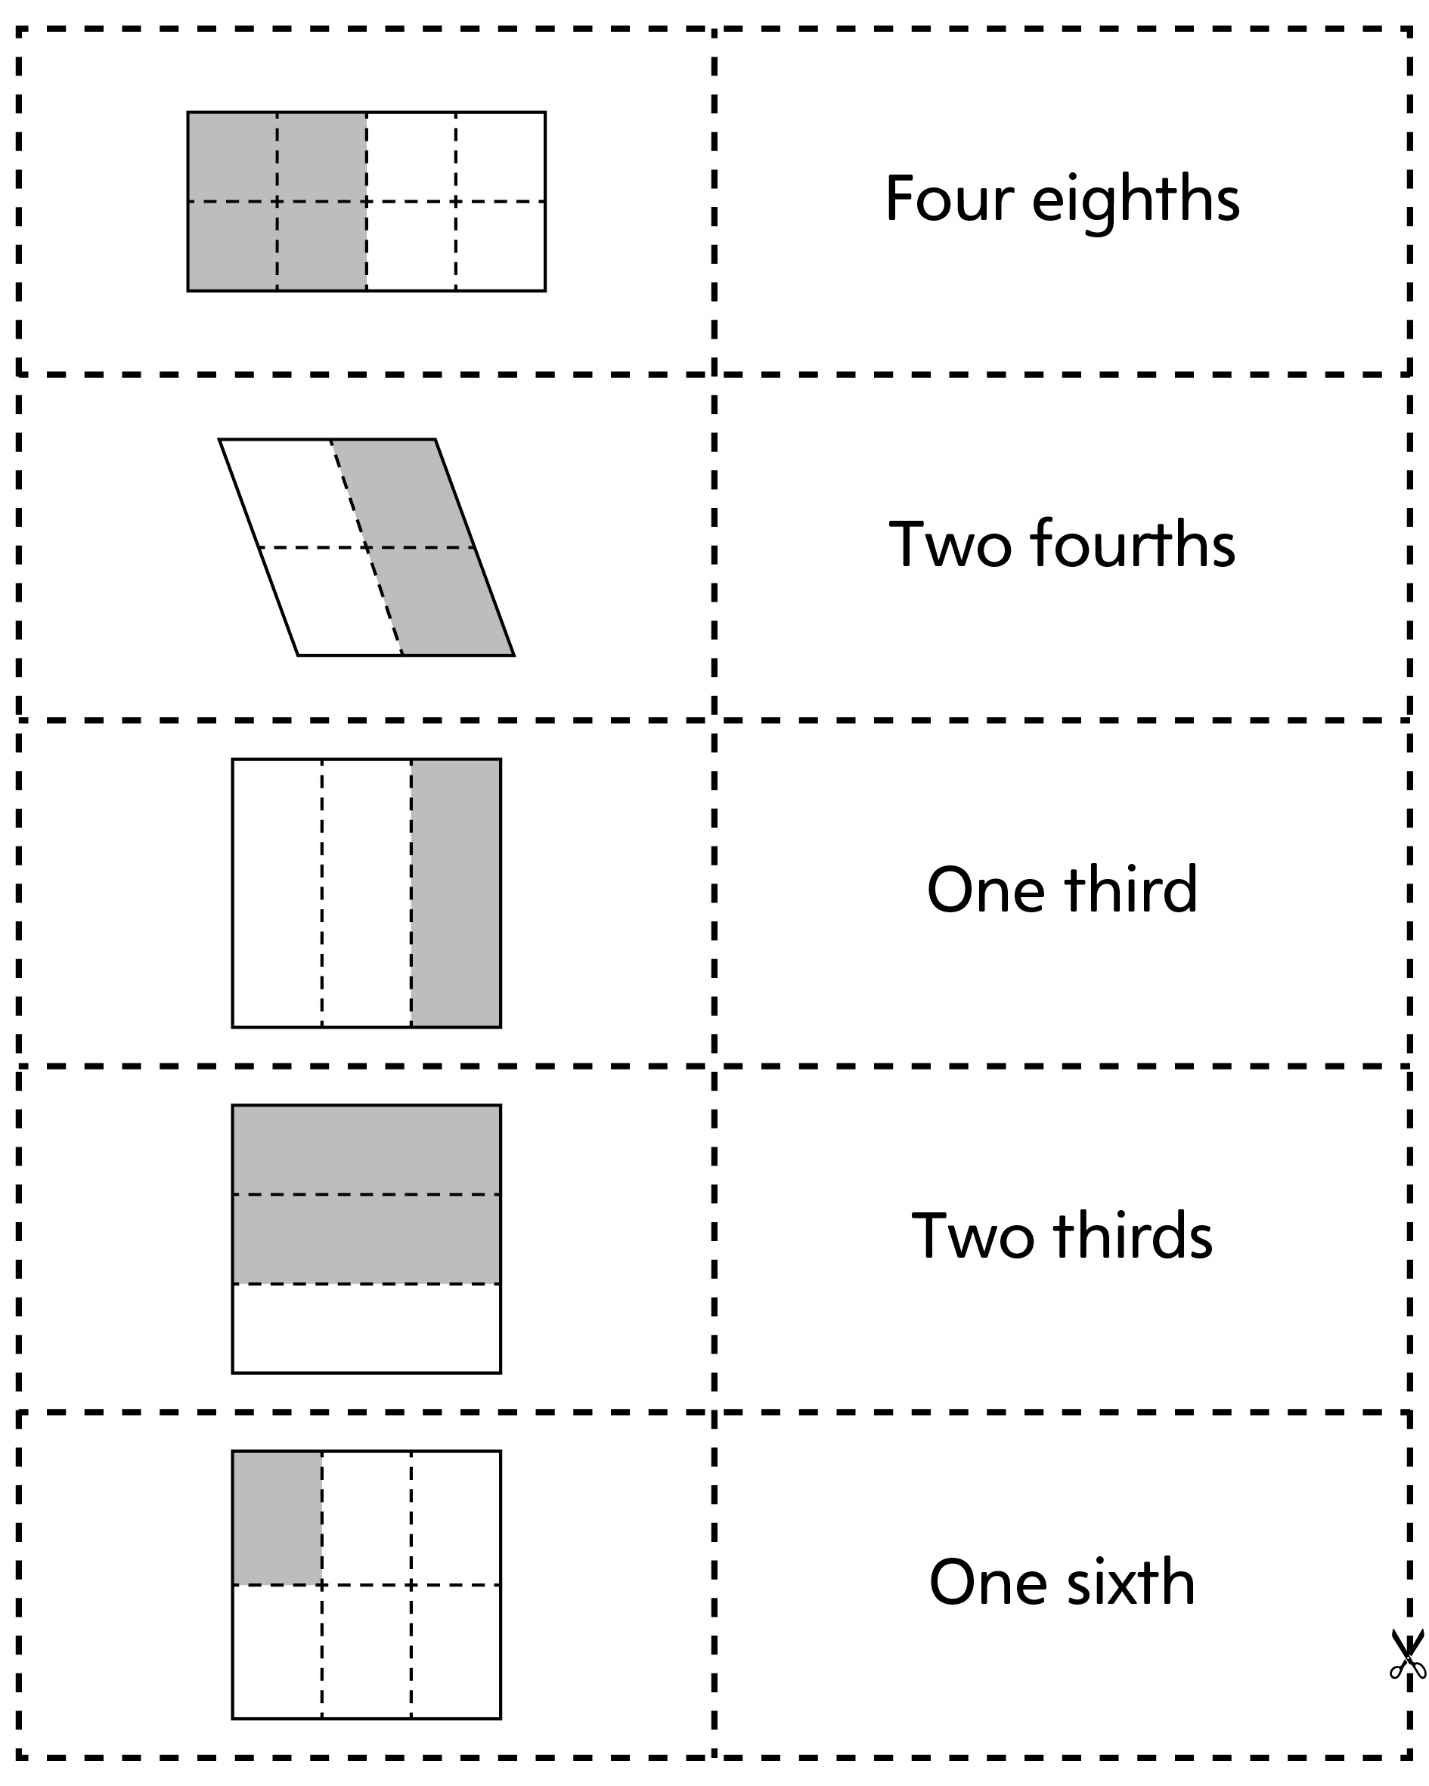 Four eighths
Two fourths
One third
Two thirds
One sixth